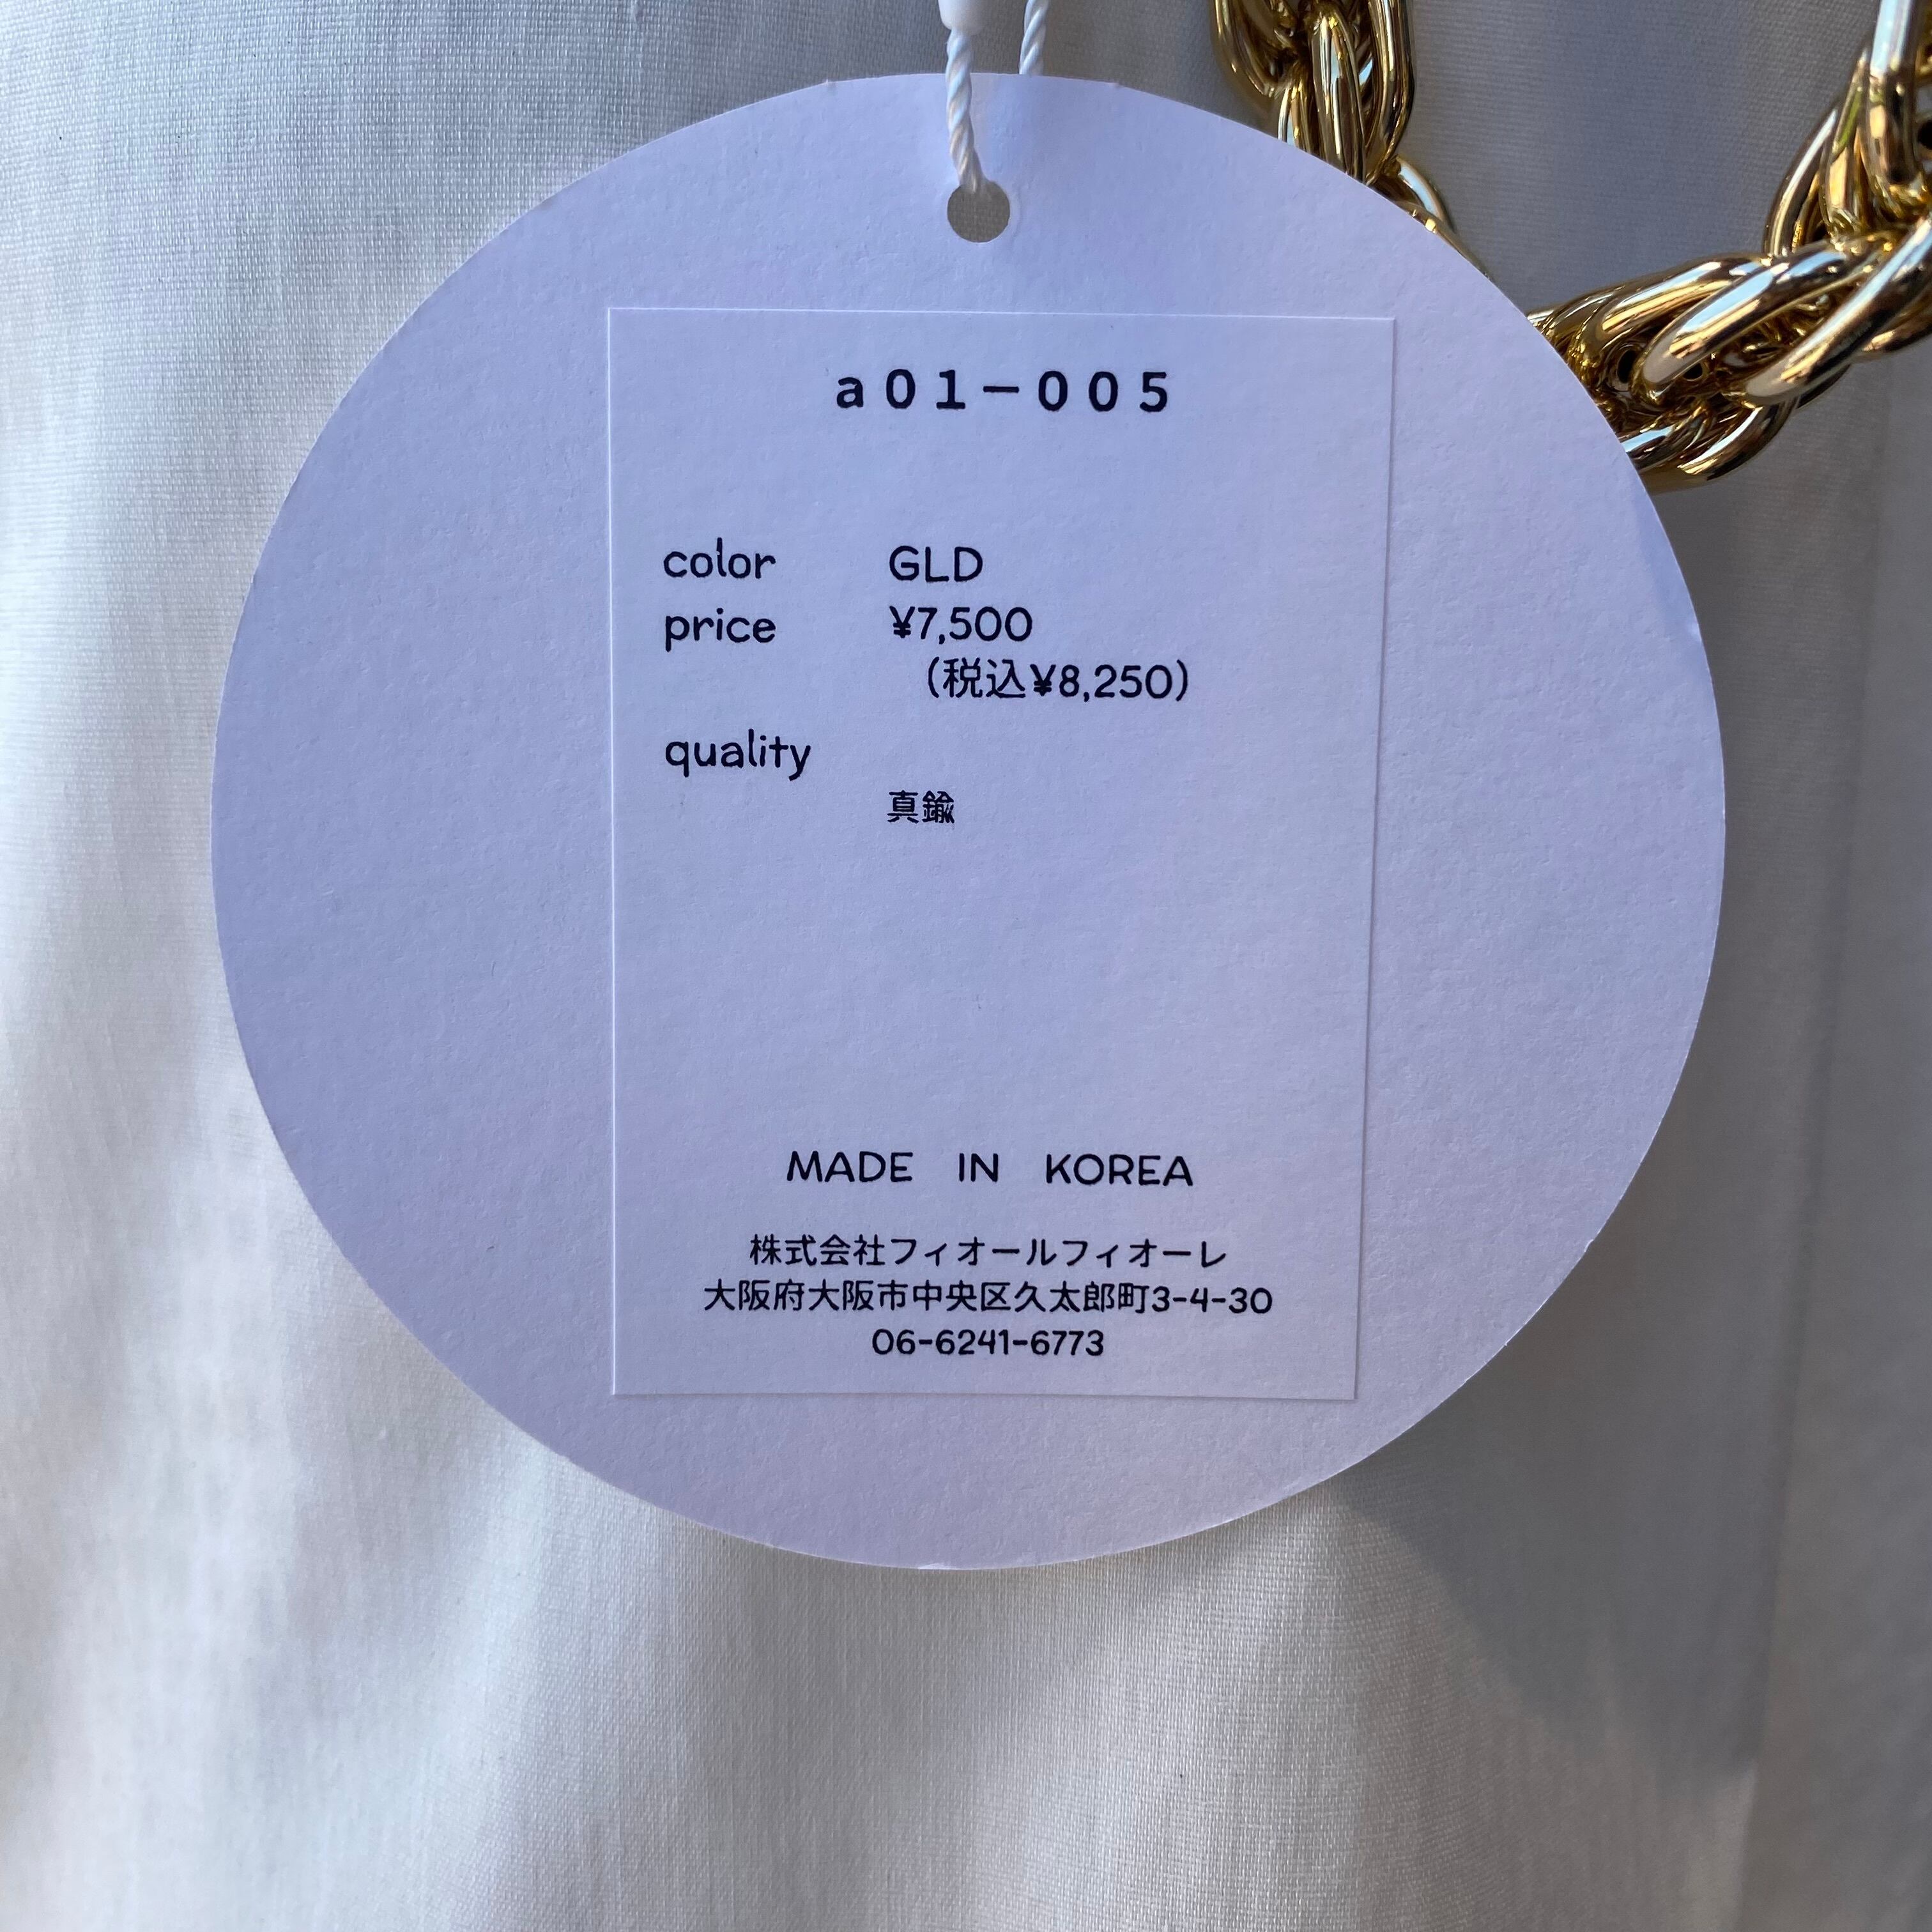 a01-005
color GLD
price ¥7,500
(税込¥8,250)
quality
真鍮
MADE IN KOREA
株式会社フィオールフィオーレ
大阪府大阪市中央区久太郎町3-4-30
06-6241-6773